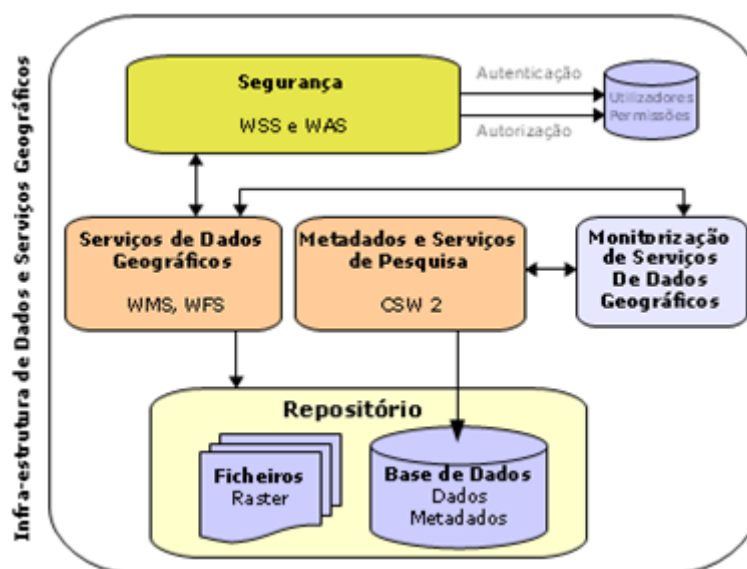 Infra-estrutura de Dados e Serviços Geográficos
Segurança
WSS e WAS
Autenticação
Autorização
Utilizadores
Permissões
Serviços de Dados
Geográficos
WMS, WFS
Metadados e Serviços
de Pesquisa
CSW 2
Monitorização
de Serviços
De Dados
Geográficos
Repositório
Ficheiros
Raster
Base de Dados
Dados
Metadados